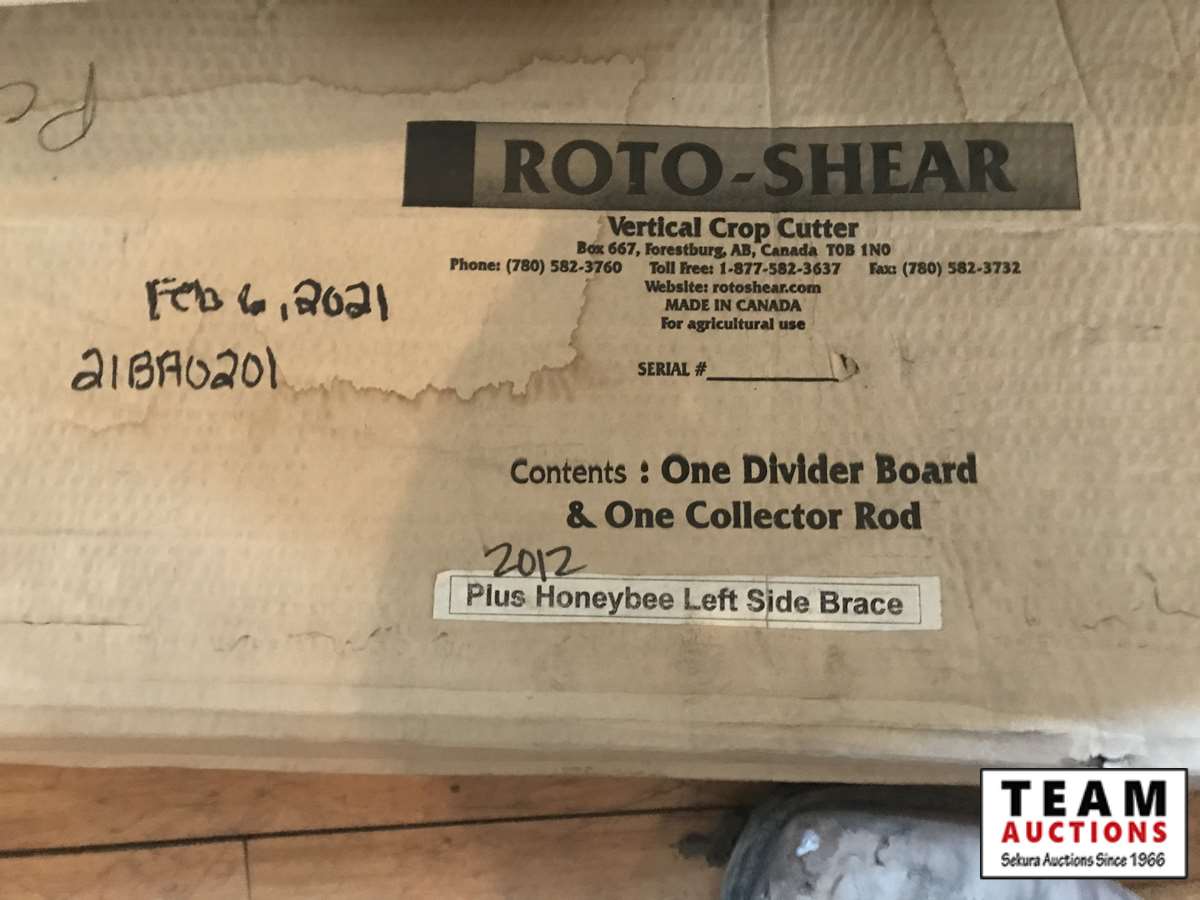 ROTO-SHEAR
Vertical Crop Cutter
Box 667, Forestburg, AB, Canada T0B 1N0
Phone: (780) 582-3760 Toll Free: 1-877-582-3637 Fax: (780) 582-3732
Website: rotoshear.com
MADE IN CANADA
For agricultural use
SERIAL #
Feb 6, 2021
21BA0201
Contents : One Divider Board
& One Collector Rod
2012
Plus Honeybee Left Side Brace
TEAM
AUCTIONS
Sekura Auctions Since 1966